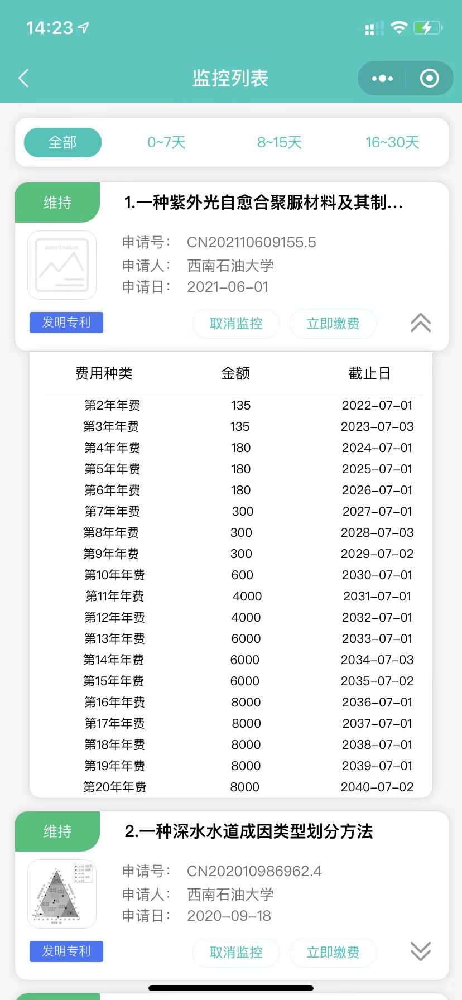 14:23
监控列表
全部 0~7天 8~15天 16~30天
维持 1.一种紫外光自愈合聚脲材料及其制...
patenthub.cn
申请号： CN202110609155.5
申请人： 西南石油大学
申请日： 2021-06-01
发明专利 取消监控 立即缴费
费用种类 金额 截止日
第2年年费 135 2022-07-01
第3年年费 135 2023-07-03
第4年年费 180 2024-07-01
第5年年费 180 2025-07-01
第6年年费 180 2026-07-01
第7年年费 300 2027-07-01
第8年年费 300 2028-07-03
第9年年费 300 2029-07-02
第10年年费 600 2030-07-01
第11年年费 4000 2031-07-01
第12年年费 4000 2032-07-01
第13年年费 6000 2033-07-01
第14年年费 6000 2034-07-03
第15年年费 6000 2035-07-02
第16年年费 8000 2036-07-01
第17年年费 8000 2037-07-01
第18年年费 8000 2038-07-01
第19年年费 8000 2039-07-01
第20年年费 8000 2040-07-02
维持 2.一种深水水道成因类型划分方法
申请号： CN202010986962.4
申请人： 西南石油大学
申请日： 2020-09-18
发明专利 取消监控 立即缴费